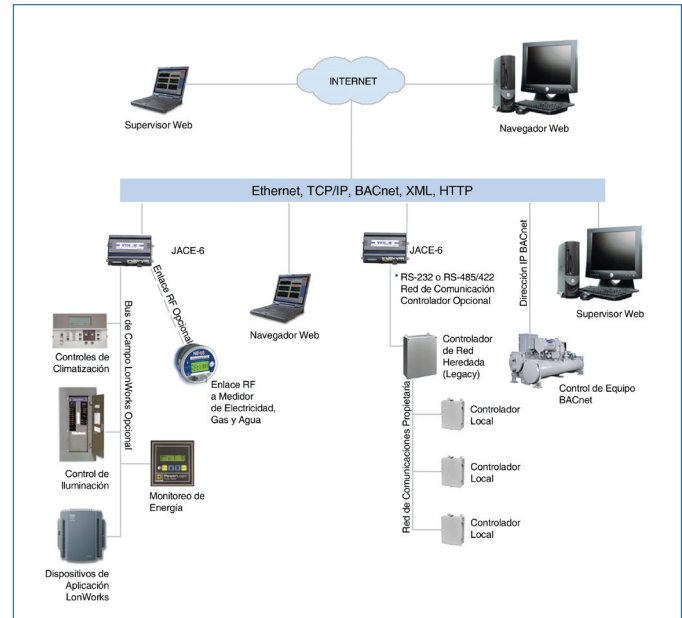 INTERNET
Supervisor Web
Navegador Web
Ethernet, TCP/IP, BACnet, XML, HTTP
JACE-6
JACE-6
Enlace RF Opcional
* RS-232 o RS-485/422
Red de Comunicación
Controlador Opcional
Dirección IP BACnet
Supervisor Web
Navegador Web
Bus de Campo LonWorks Opcional
Controles de
Climatización
Enlace RF
a Medidor
de Electricidad,
Gas y Agua
Controlador
de Red
Heredada
(Legacy)
Control de Equipo
BACnet
Red de Comunicaciones Propietaria
Controlador
Local
Control de
Iluminación
Monitoreo de
Energía
Controlador
Local
Controlador
Local
Dispositivos de
Aplicación
LonWorks